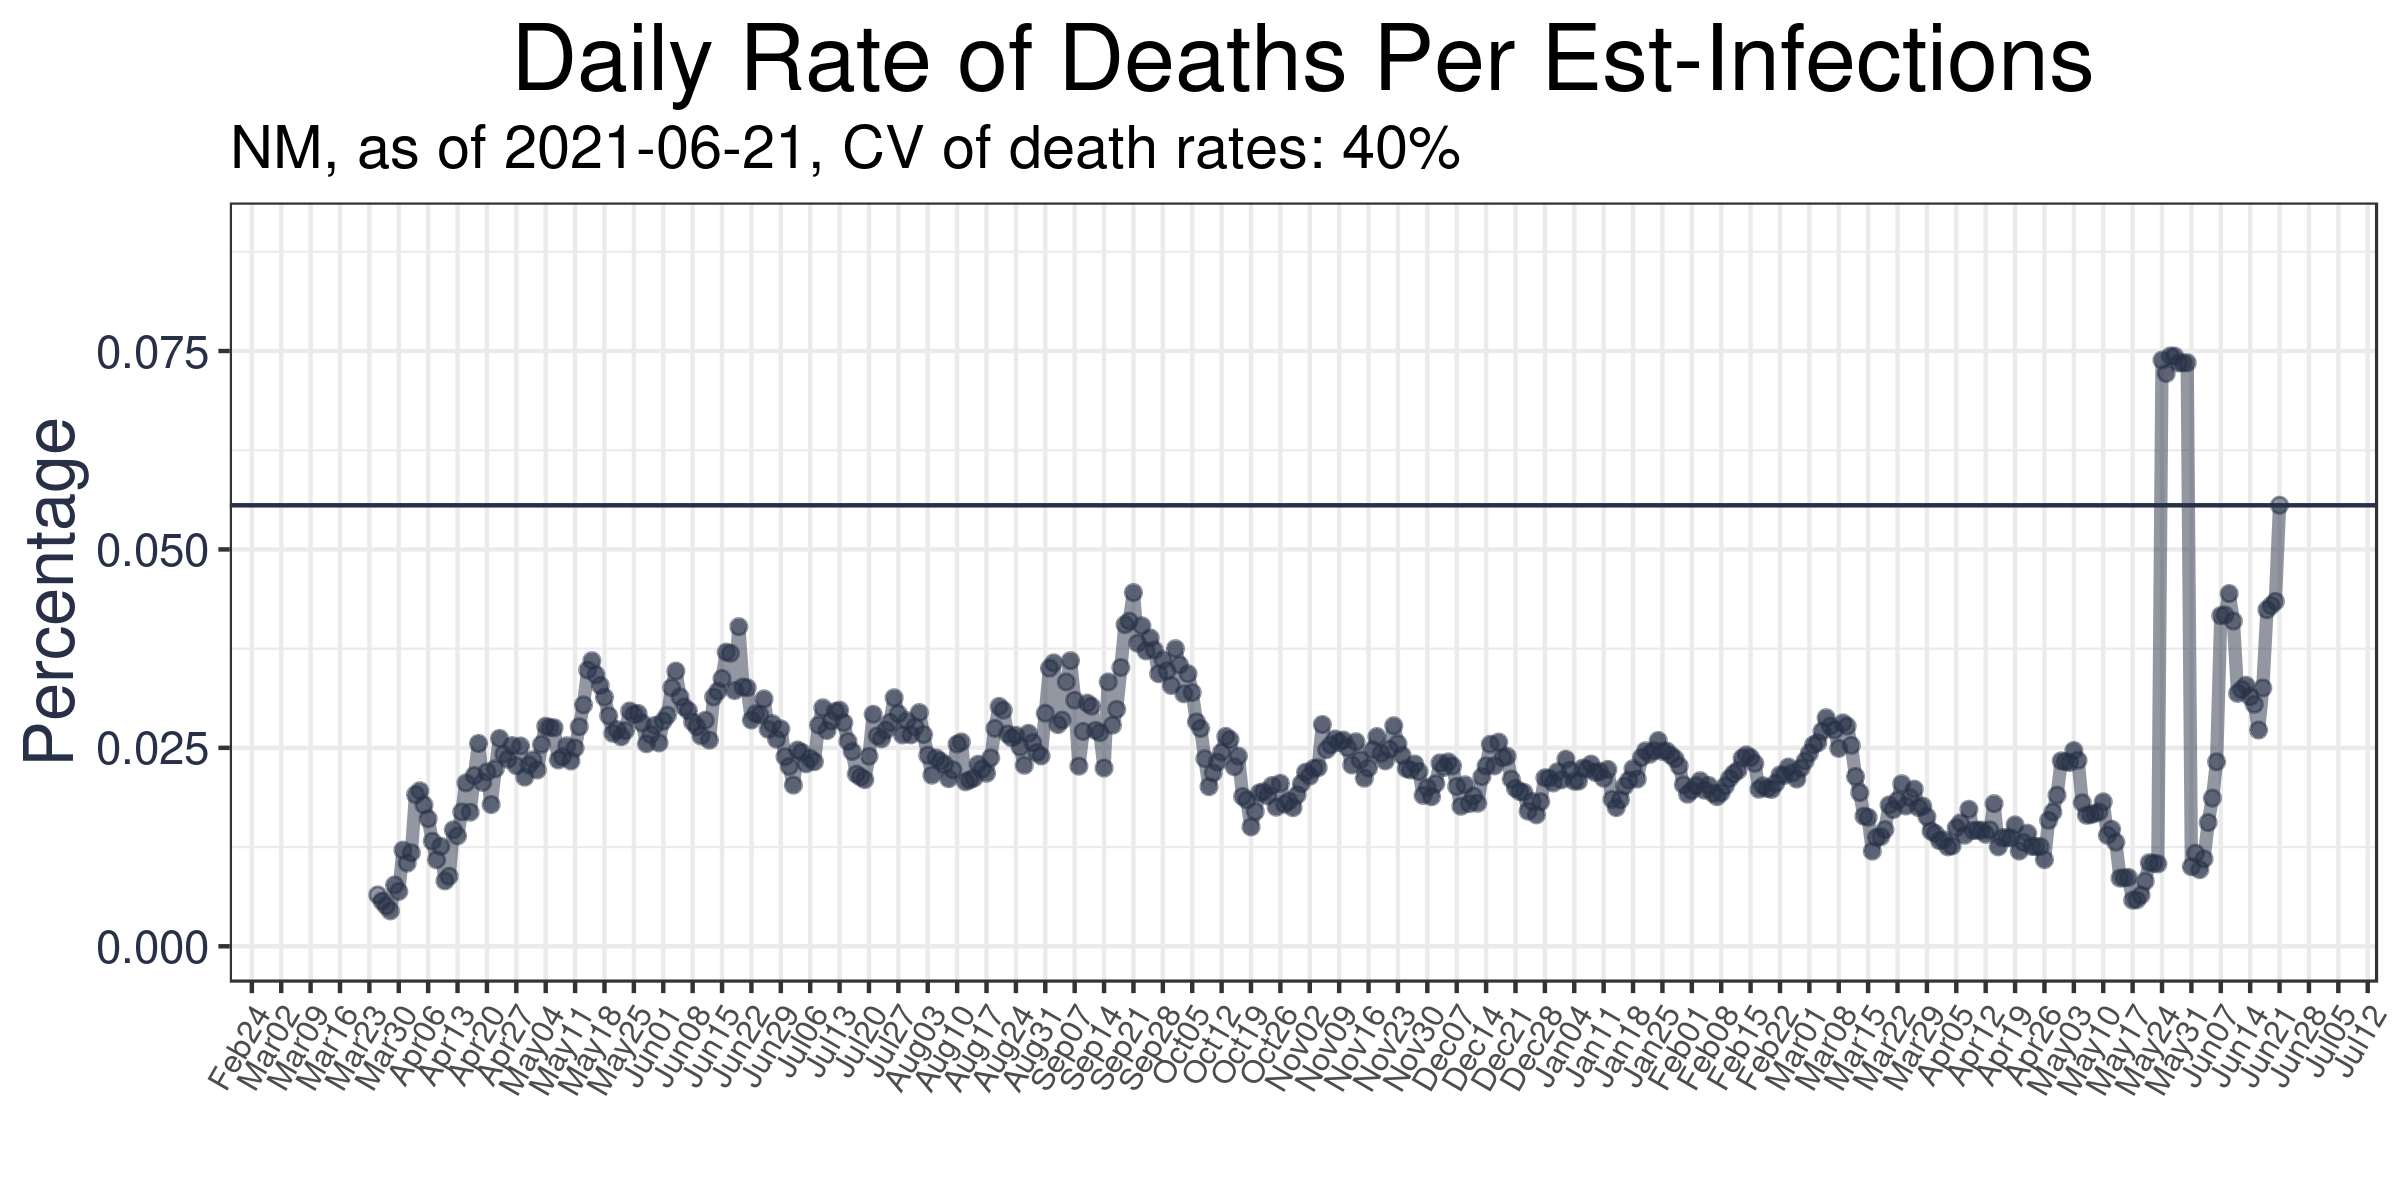 Daily Rate of Deaths Per Est-Infections
NM, as of 2021-06-21, CV of death rates: 40%
Percentage
0.075
0.050
0.025
0.000
Feb24
Mar02
Mar09
Mar16
Mar23
Mar30
Apr06
Apr13
Apr20
Apr27
May04
May11
May18
May25
Jun01
Jun08
Jun15
Jun22
Jun29
Jul06
Jul13
Jul20
Jul27
Aug03
Aug10
Aug17
Aug24
Aug31
Sep07
Sep14
Sep21
Sep28
Oct05
Oct12
Oct19
Oct26
Nov02
Nov09
Nov16
Nov23
Nov30
Dec07
Dec14
Dec21
Dec28
Jan04
Jan11
Jan18
Jan25
Feb01
Feb08
Feb15
Feb22
Mar01
Mar08
Mar15
Mar22
Mar29
Apr05
Apr12
Apr19
Apr26
May03
May10
May17
May24
May31
Jun07
Jun14
Jun21
Jun28
Jul05
Jul12